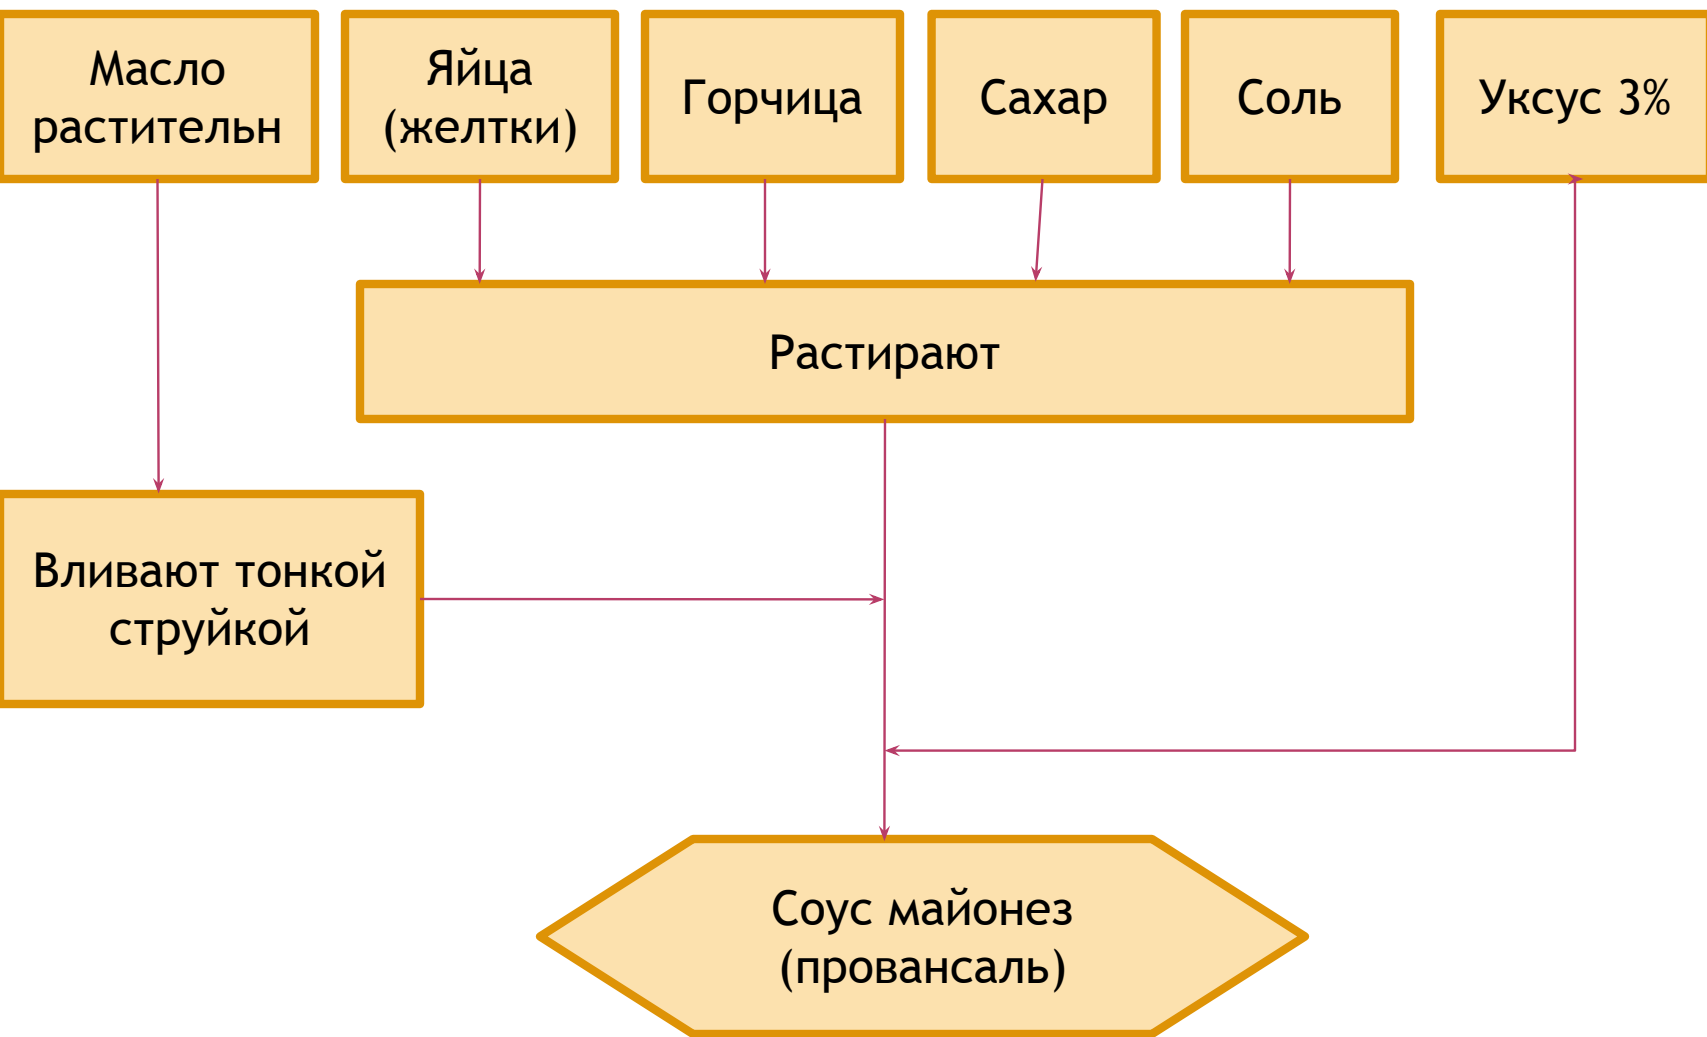 Масло
растительн
Яйца
(желтки)
Горчица
Сахар
Соль
Уксус 3%
Растирают
Вливают тонкой
струйкой
Соус майонез
(провансаль)